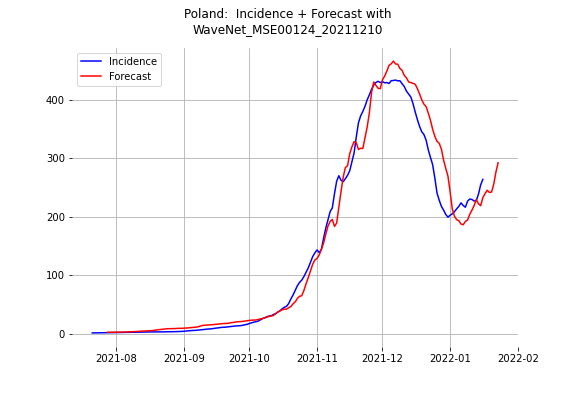 Poland:  Incidence + Forecast with
WaveNet_MSE00124_20211210
Incidence
Forecast
400
300
200
100
0
2021-08 2021-09 2021-10 2021-11 2021-12 2022-01 2022-02